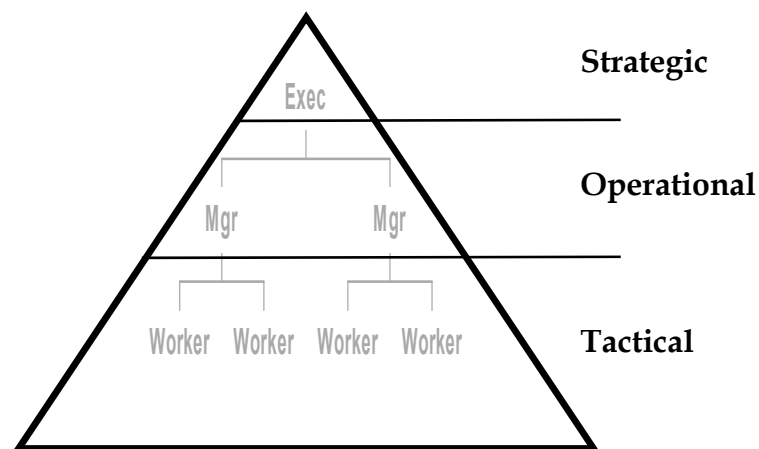 Strategic
Exec
Operational
Mgr Mgr
Worker Worker Worker Worker
Tactical